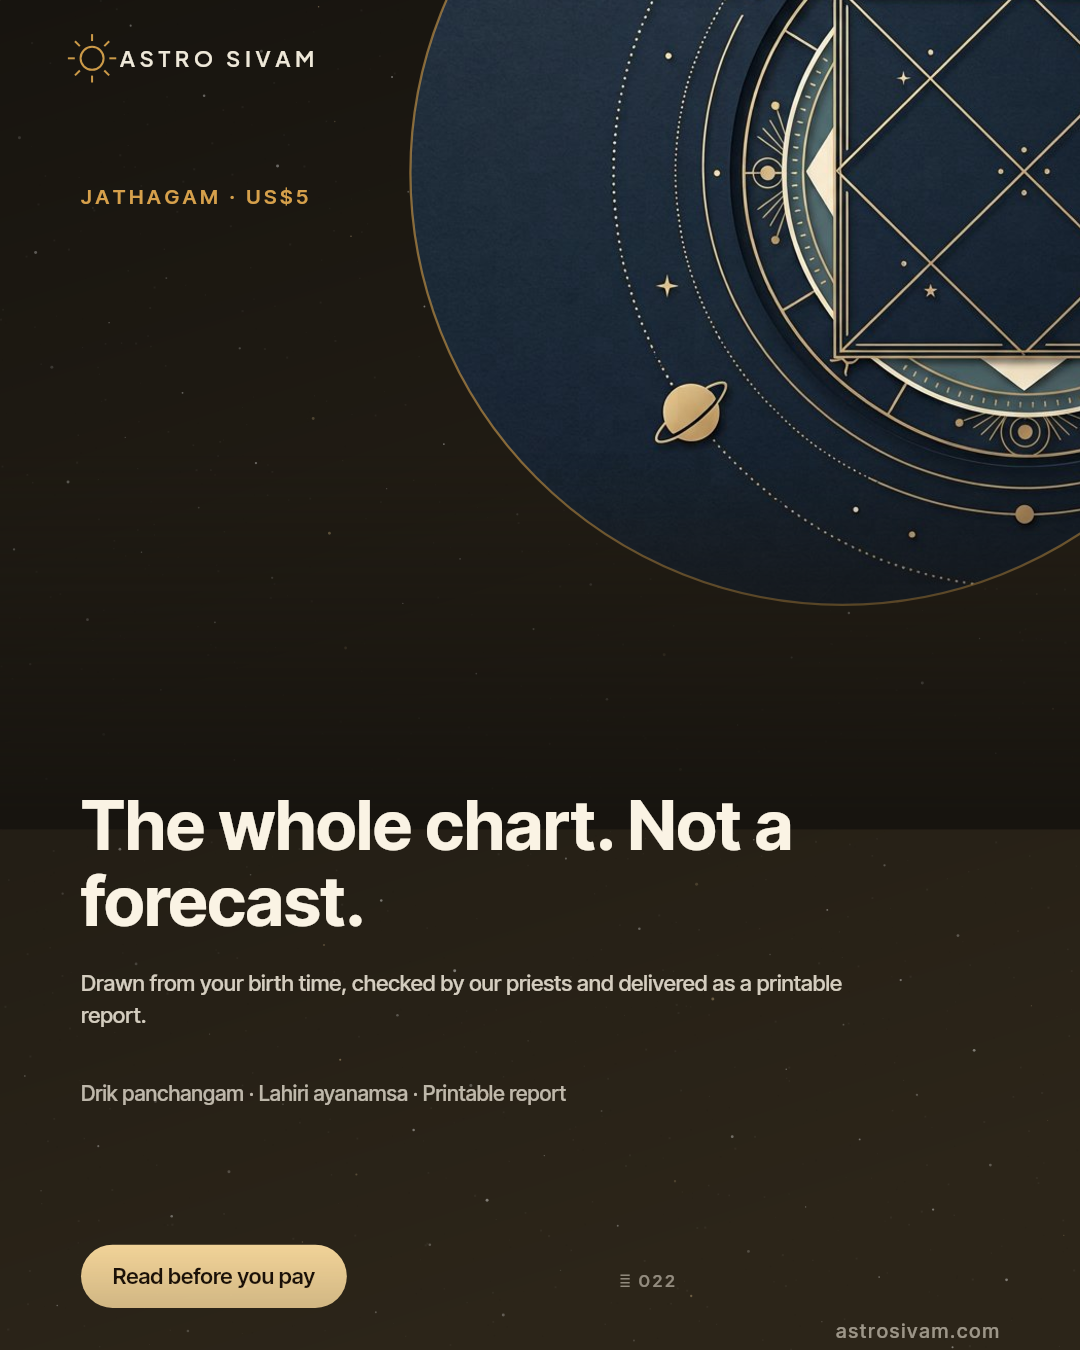 ASTRO SIVAM
JATHAGAM · US$5
The whole chart. Not a
forecast.
Drawn from your birth time, checked by our priests and delivered as a printable
report.
Drik panchangam · Lahiri ayanamsa · Printable report
Read before you pay
022
astrosivam.com